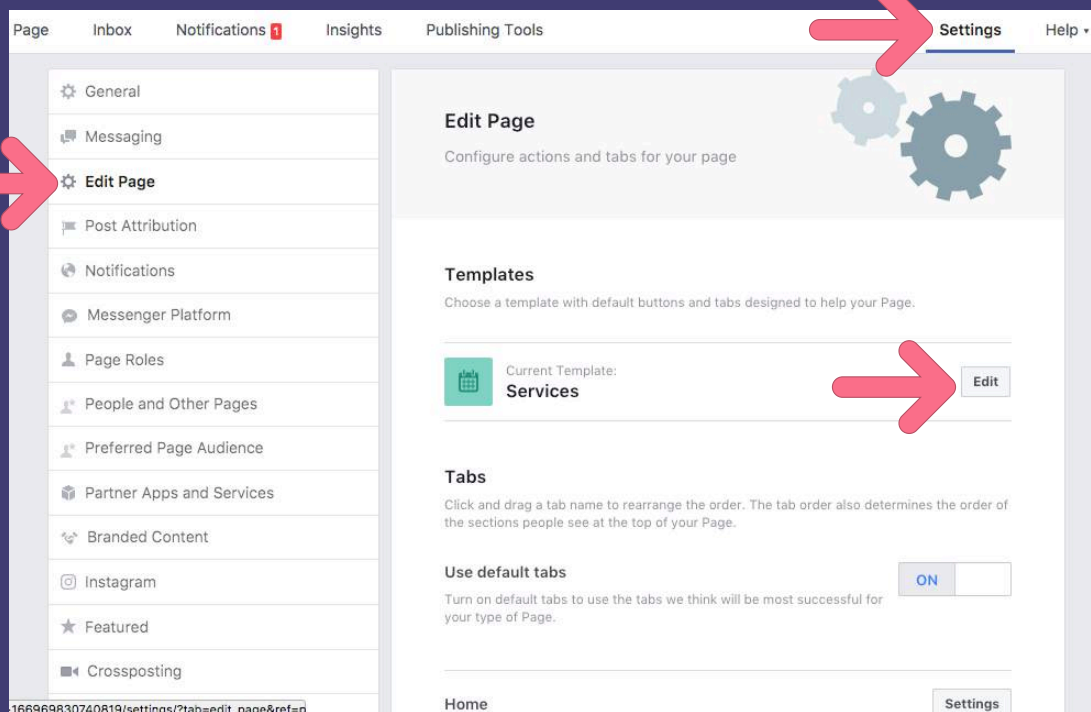 Page Inbox Notifications 1 Insights Publishing Tools Settings Help
General
Messaging
Edit Page
Post Attribution
Notifications
Messenger Platform
Page Roles
People and Other Pages
Preferred Page Audience
Partner Apps and Services
Branded Content
Instagram
Featured
Crossposting
166969830740819/settings/?tab=edit_page&ref=p
Edit Page
Configure actions and tabs for your page
Templates
Choose a template with default buttons and tabs designed to help your Page.
Current Template:
Services
Edit
Tabs
Click and drag a tab name to rearrange the order. The tab order also determines the order of
the sections people see at the top of your Page.
Use default tabs
ON
Turn on default tabs to use the tabs we think will be most successful for
your type of Page.
Home
Settings